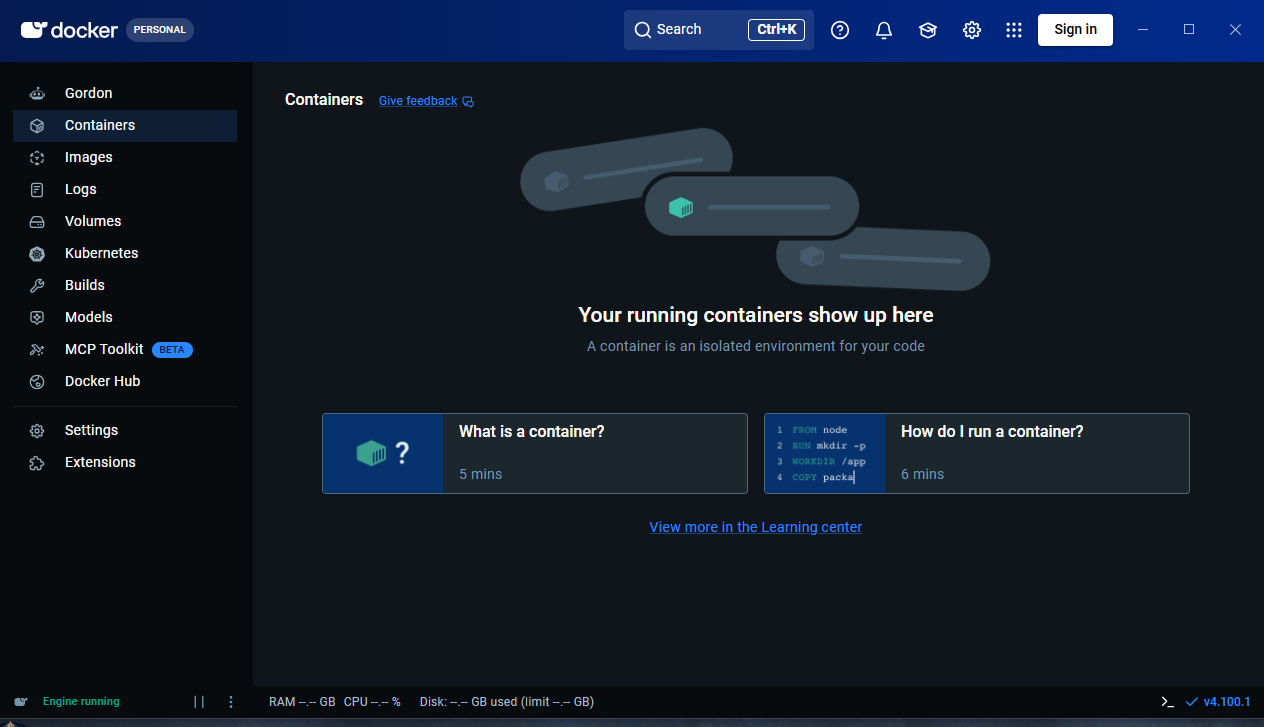 docker PERSONAL
Search Ctrl+K
Sign in
Gordon
Containers
Images
Logs
Volumes
Kubernetes
Builds
Models
MCP Toolkit BETA
Docker Hub
Settings
Extensions
Containers Give feedback
Your running containers show up here
A container is an isolated environment for your code
?
What is a container?
5 mins
1 FROM node
2 RUN mkdir -p
3 WORKDIR /app
4 COPY packa
How do I run a container?
6 mins
View more in the Learning center
Engine running
RAM --.-- GB CPU --.-- % Disk: --.-- GB used (limit --.-- GB)
v4.100.1